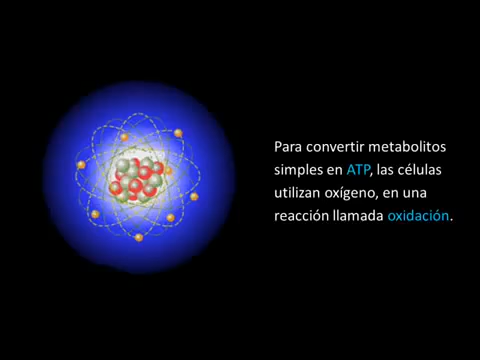 Para convertir metabolitos
simples en ATP, las células
utilizan oxígeno, en una
reacción llamada oxidación.